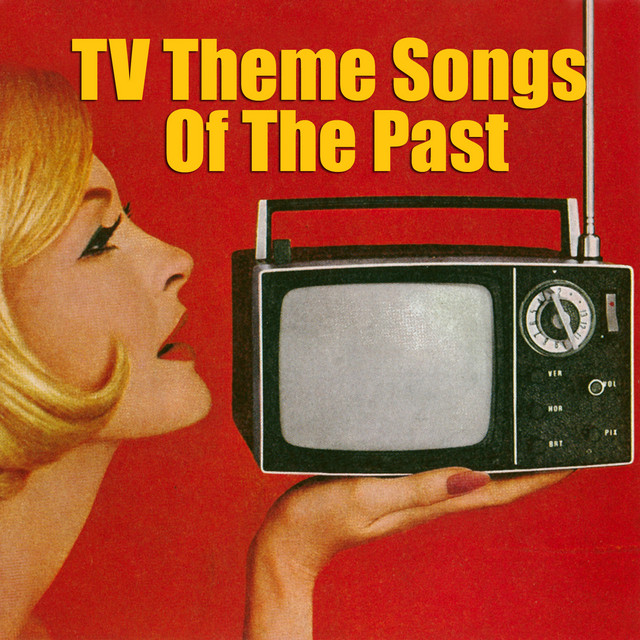 TV Theme Songs
Of The Past
VER
VOL
HOR
PIX
BRT